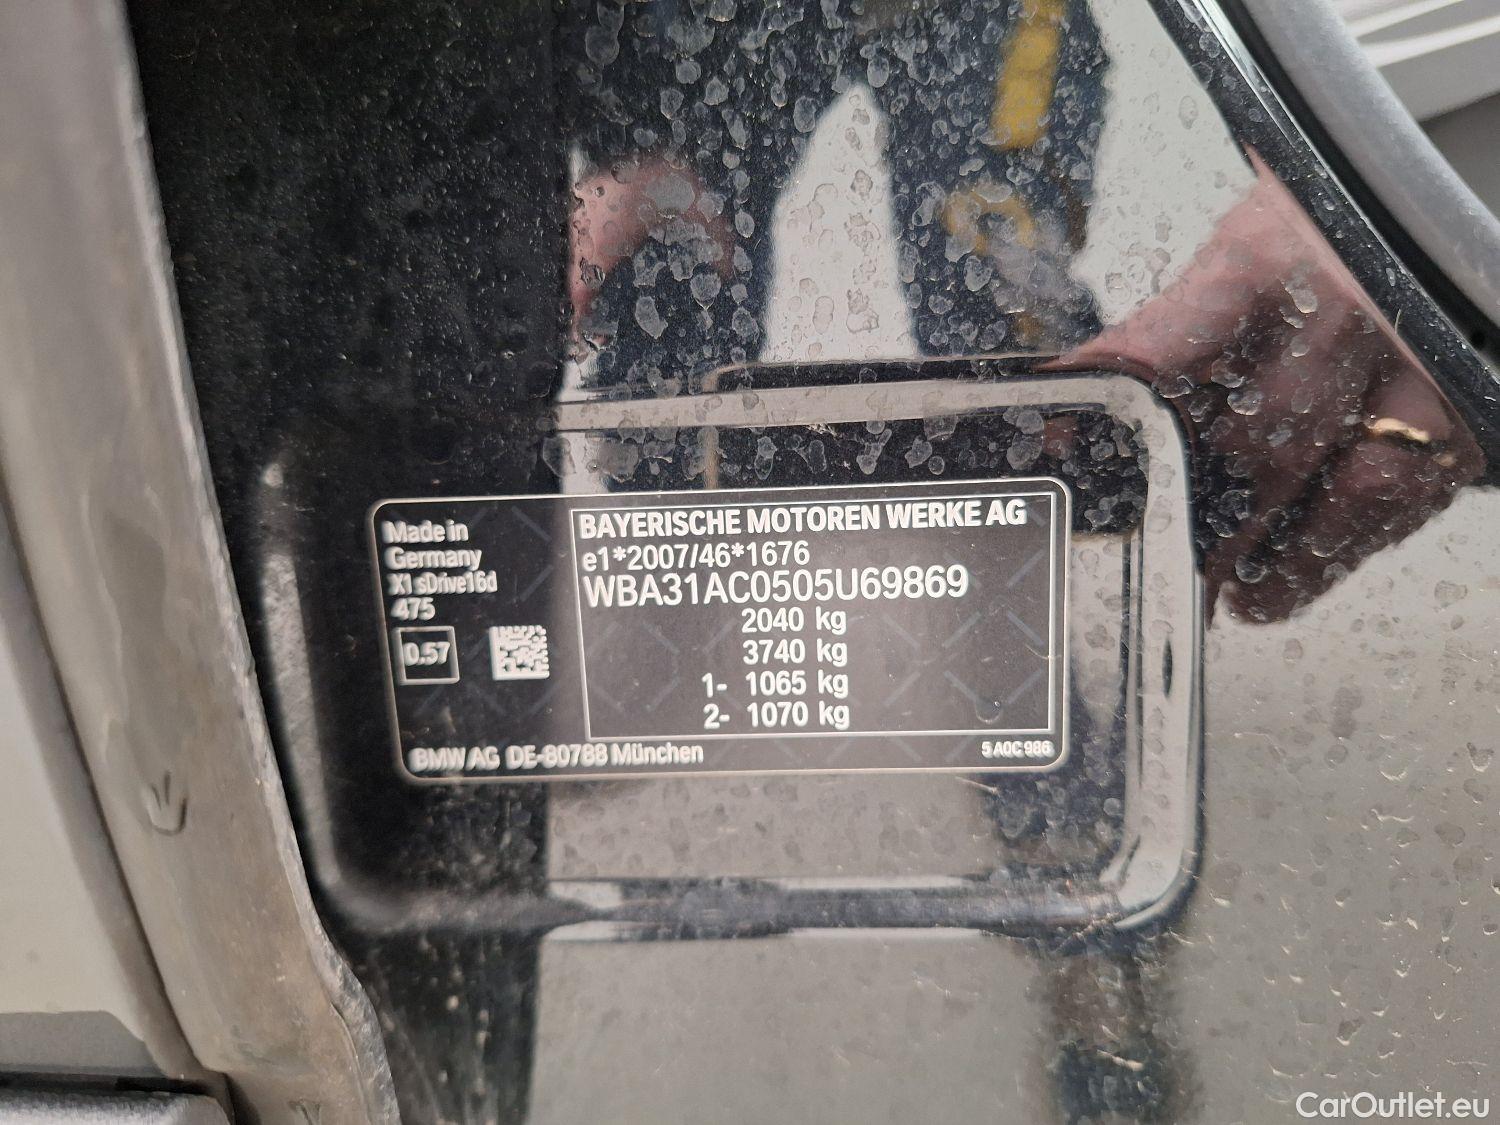 Made in
Germany
X1 sDrive16d
475
0.57
BAYERISCHE MOTOREN WERKE AG
e1*2007/46*1676
WBA31AC0505U69869
2040 kg
3740 kg
1- 1065 kg
2- 1070 kg
BMW AG DE-80788 München
5 A0C 986
CarOutlet.eu